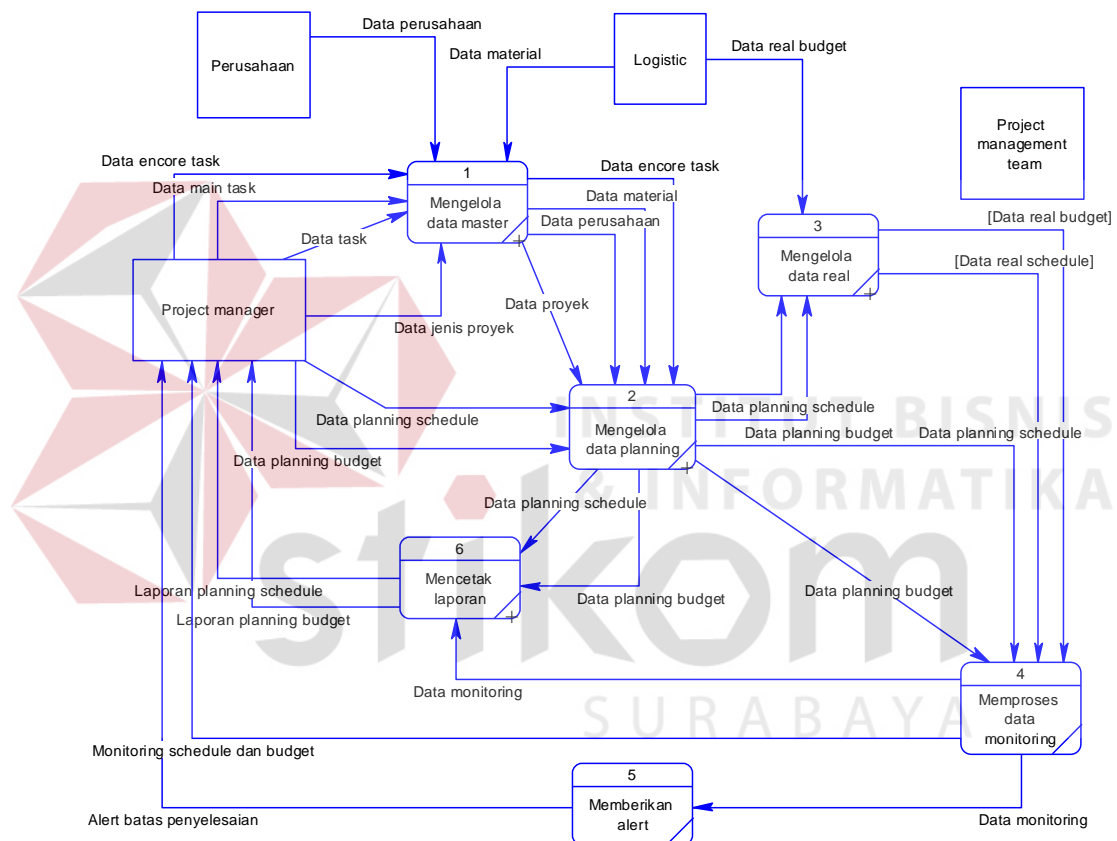 Data perusahaan
Data material
Data real budget
Perusahaan
Logistic
Project
management
team
Data encore task
Data main task
Data task
1
Mengelola
data master
Data encore task
Data material
Data perusahaan
3
Mengelola
data real
[Data real budget]
[Data real schedule]
Project manager
Data jenis proyek
Data proyek
Data planning schedule
Data planning budget
2
Mengelola
data planning
Data planning schedule
Data planning budget
Data planning schedule
INSTITUT BISNIS
& INFORMATIKA
stikom
SURABAYA
Data planning schedule
6
Mencetak
laporan
Data planning budget
Data planning budget
Laporan planning schedule
Laporan planning budget
Data monitoring
4
Memproses
data
monitoring
Monitoring schedule dan budget
5
Memberikan
alert
Alert batas penyelesaian
Data monitoring